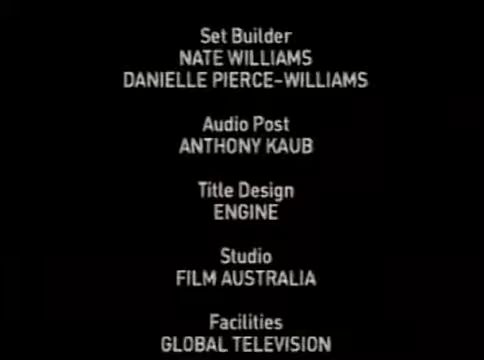 Set Builder
NATE WILLIAMS
DANIELLE PIERCE-WILLIAMS
Audio Post
ANTHONY KAUB
Title Design
ENGINE
Studio
FILM AUSTRALIA
Facilities
GLOBAL TELEVISION